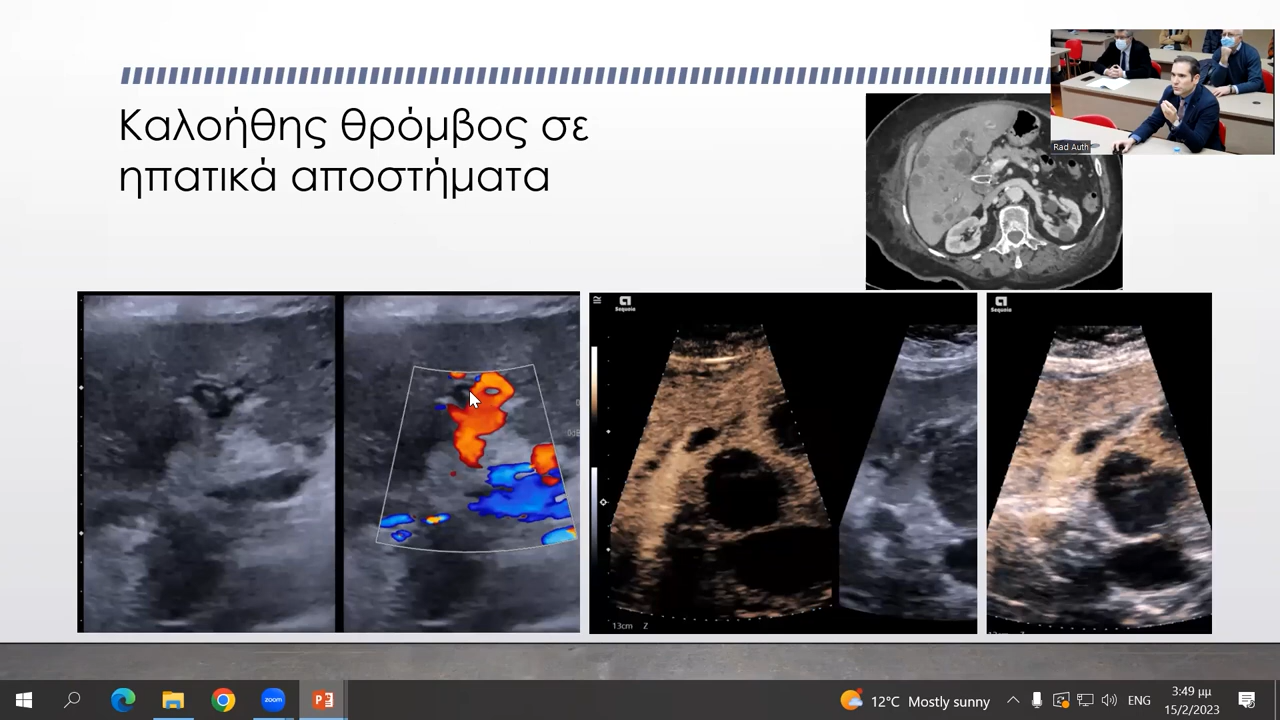 Καλοήθης θρόμβος σε
ηπατικά αποστήματα
Rad Auth
Sequoia
Sequoia
13cm Z
zoom
12°C Mostly sunny
ENG
3:49 μμ
15/2/2023